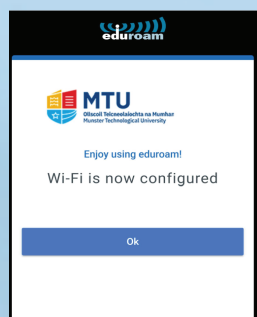 eduroam
MTU
Ollscoil Teicneolaíochta na Mumhan
Munster Technological University
Enjoy using eduroam!
Wi-Fi is now configured
Ok